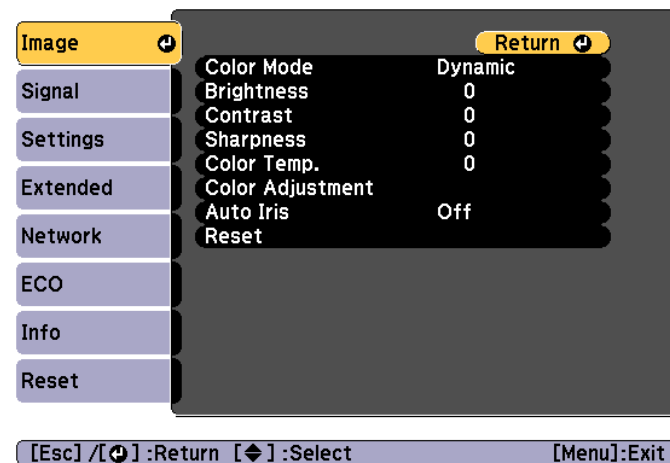 Image
Signal
Settings
Extended
Network
ECO
Info
Reset
Return
Color Mode Dynamic
Brightness 0
Contrast 0
Sharpness 0
Color Temp. 0
Color Adjustment
Auto Iris Off
Reset
[Esc] /[⏎] :Return [◆] :Select [Menu]:Exit